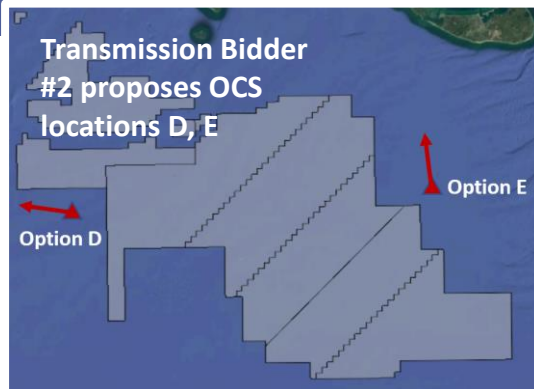 Transmission Bidder
#2 proposes OCS
locations D, E
Option E
Option D